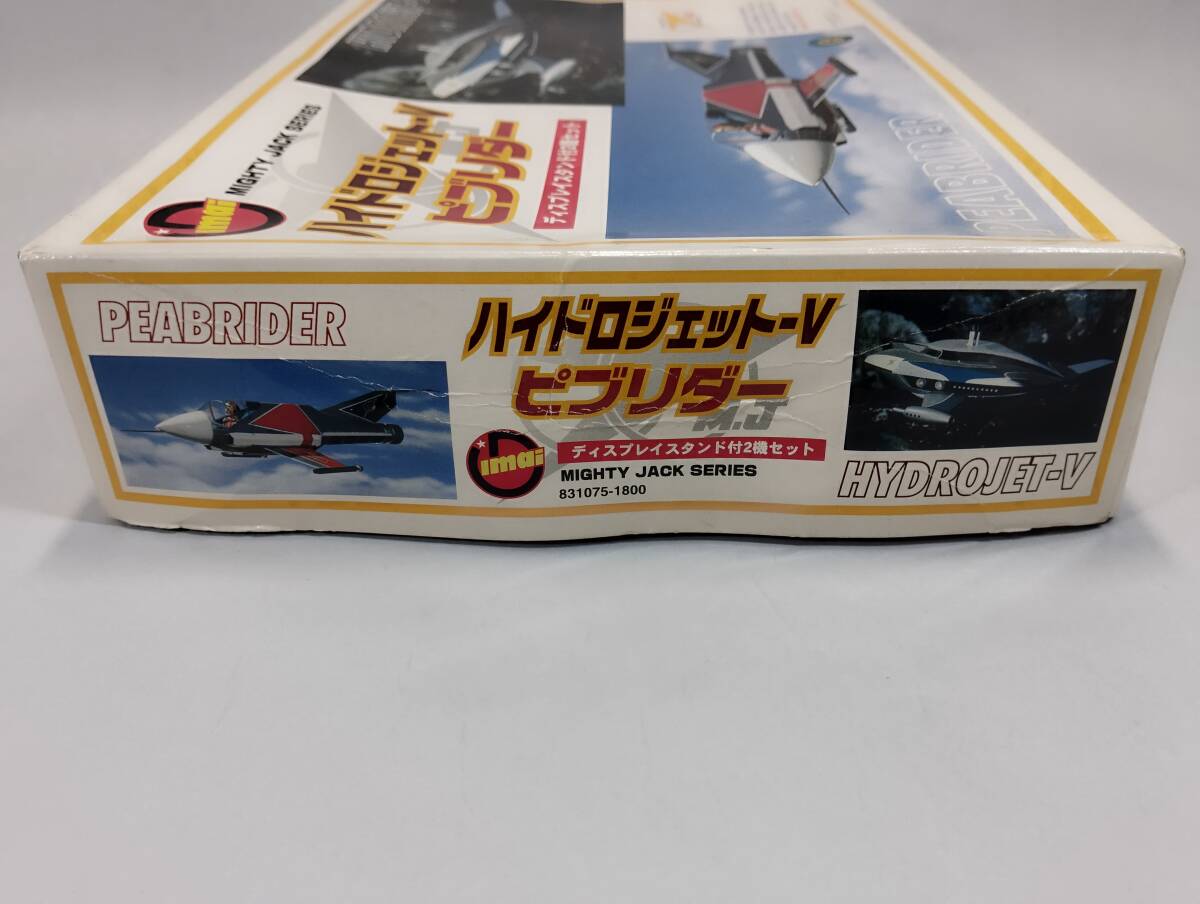 MIGHTY JACK SERIES
imai
ハイドロジェット-V
ピブリダー
ディスプレイスタンド付2機セット
PEABRIDER
PEABRIDER
ハイドロジェット-V
ピブリダー
M.J
ディスプレイスタンド付2機セット
imai
MIGHTY JACK SERIES
831075-1800
HYDROJET-V